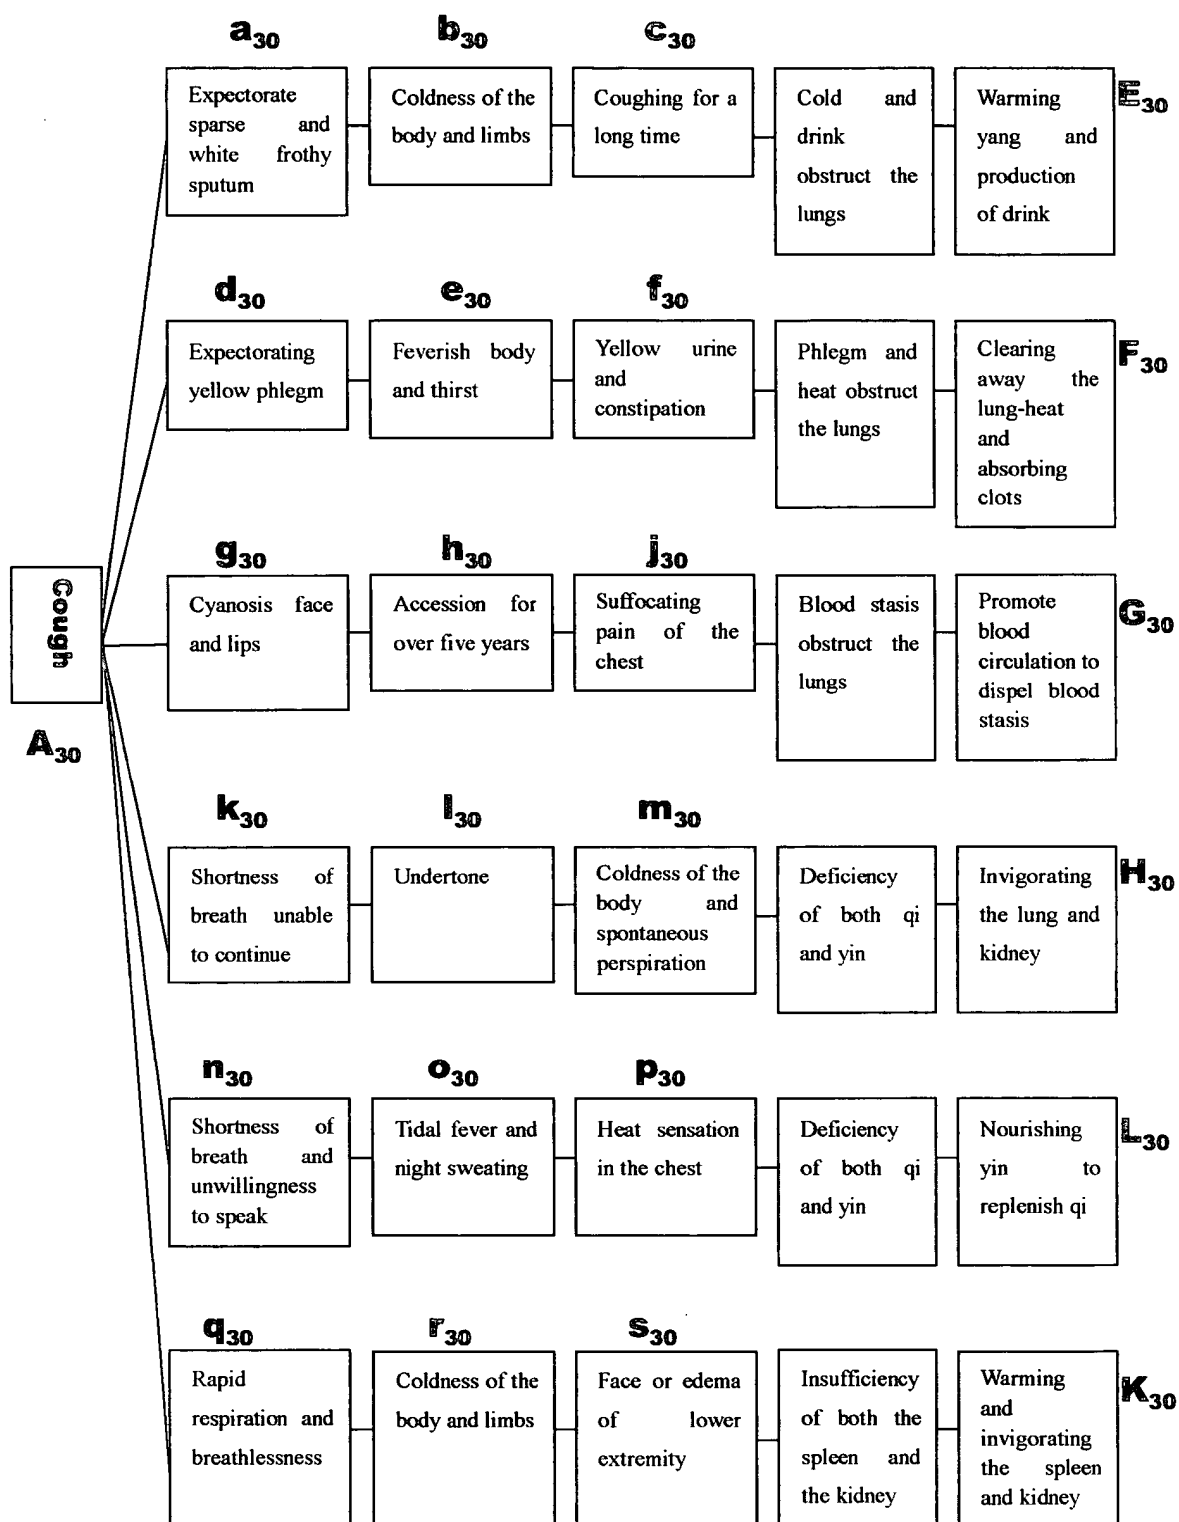 a30 b30 c30
Expectorate
sparse and
white frothy
sputum
Coldness of the
body and limbs
Coughing for a
long time
Cold and
drink
obstruct the
lungs
Warming
yang and
production
of drink
E30
d30 e30 f30
Expectorating
yellow phlegm
Feverish body
and thirst
Yellow urine
and
constipation
Phlegm and
heat obstruct
the lungs
Clearing
away the
lung-heat
and
absorbing
clots
F30
Cough
A30
g30 h30 j30
Cyanosis face
and lips
Accession for
over five years
Suffocating
pain of the
chest
Blood stasis
obstruct the
lungs
Promote
blood
circulation to
dispel blood
stasis
G30
k30 l30 m30
Shortness of
breath unable
to continue
Undertone
Coldness of the
body and
spontaneous
perspiration
Deficiency
of both qi
and yin
Invigorating
the lung and
kidney
H30
n30 o30 p30
Shortness of
breath and
unwillingness
to speak
Tidal fever and
night sweating
Heat sensation
in the chest
Deficiency
of both qi
and yin
Nourishing
yin to
replenish qi
L30
q30 r30 s30
Rapid
respiration and
breathlessness
Coldness of the
body and limbs
Face or edema
of lower
extremity
Insufficiency
of both the
spleen and
the kidney
Warming
and
invigorating
the spleen
and kidney
K30